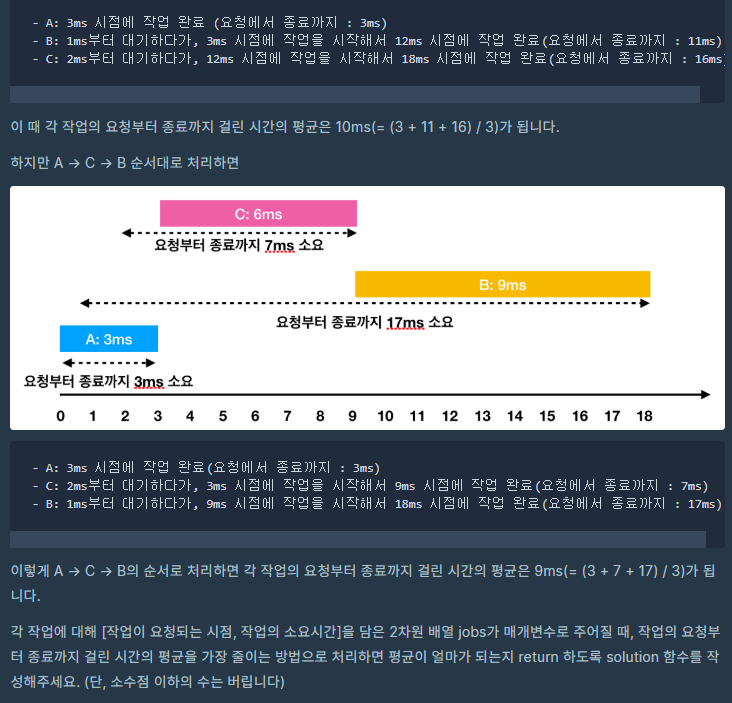 - A: 3ms 시점에 작업 완료 (요청에서 종료까지 : 3ms)
- B: 1ms부터 대기하다가, 3ms 시점에 작업을 시작해서 12ms 시점에 작업 완료(요청에서 종료까지 : 11ms)
- C: 2ms부터 대기하다가, 12ms 시점에 작업을 시작해서 18ms 시점에 작업 완료(요청에서 종료까지 : 16ms
이 때 각 작업의 요청부터 종료까지 걸린 시간의 평균은 10ms(= (3 + 11 + 16) / 3)가 됩니다.
하지만 A → C → B 순서대로 처리하면
C: 6ms
요청부터 종료까지 7ms 소요
B: 9ms
요청부터 종료까지 17ms 소요
A: 3ms
요청부터 종료까지 3ms 소요
0 1 2 3 4 5 6 7 8 9 10 11 12 13 14 15 16 17 18
- A: 3ms 시점에 작업 완료(요청에서 종료까지 : 3ms)
- C: 2ms부터 대기하다가, 3ms 시점에 작업을 시작해서 9ms 시점에 작업 완료(요청에서 종료까지 : 7ms)
- B: 1ms부터 대기하다가, 9ms 시점에 작업을 시작해서 18ms 시점에 작업 완료(요청에서 종료까지 : 17ms)
이렇게 A → C → B의 순서로 처리하면 각 작업의 요청부터 종료까지 걸린 시간의 평균은 9ms(= (3 + 7 + 17) / 3)가 됩
니다.
각 작업에 대해 [작업이 요청되는 시점, 작업의 소요시간]을 담은 2차원 배열 jobs가 매개변수로 주어질 때, 작업의 요청부
터 종료까지 걸린 시간의 평균을 가장 줄이는 방법으로 처리하면 평균이 얼마가 되는지 return 하도록 solution 함수를 작
성해주세요. (단, 소수점 이하의 수는 버립니다)